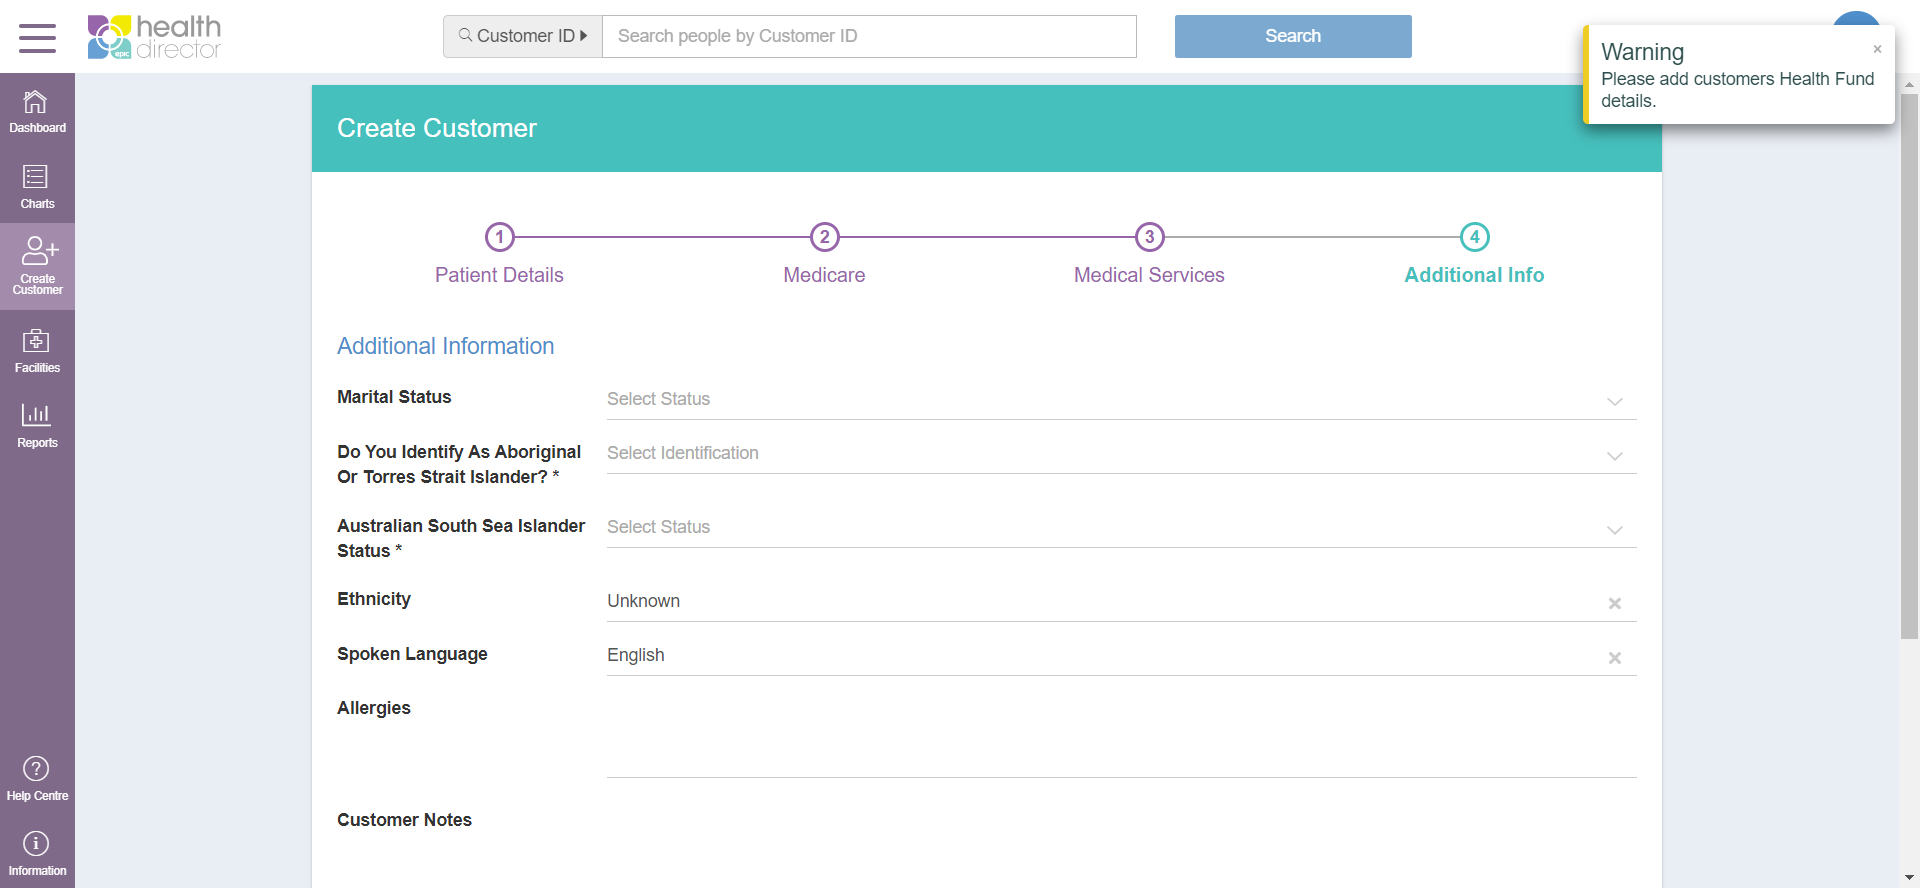 health
director
epic
Customer ID
Search people by Customer ID
Search
Warning
×
Please add customers Health Fund
details.
Dashboard
Charts
Create
Customer
Facilities
Reports
Help Centre
Information
Create Customer
1
2
3
4
Patient Details
Medicare
Medical Services
Additional Info
Additional Information
Marital Status
Select Status
Do You Identify As Aboriginal
Or Torres Strait Islander? *
Select Identification
Australian South Sea Islander
Status *
Select Status
Ethnicity
Unknown
Spoken Language
English
Allergies
Customer Notes